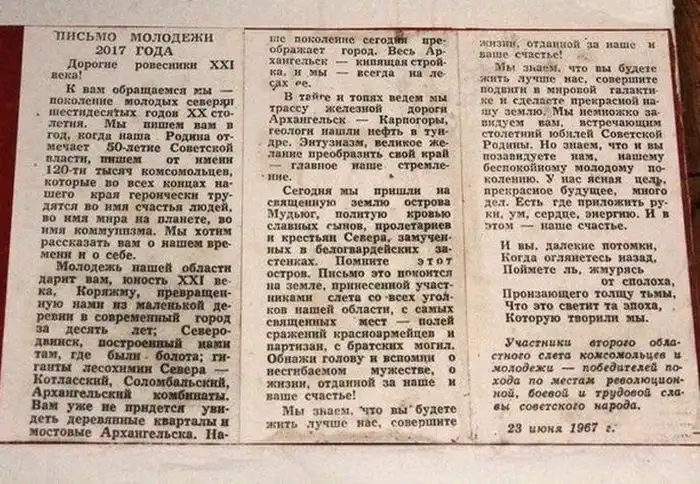 ПИСЬМО МОЛОДЕЖИ
2017 ГОДА
Дорогие ровесники XXI
века!
К вам обращаемся мы —
поколение молодых северян
шестидесятых годов XX сто-
летия. Мы пишем вам в
год, когда наша Родина от-
мечает 50-летие Советской
власти, пишем от имени
120-ти тысяч комсомольцев,
которые во всех концах на-
шего края героически тру-
дятся во имя счастья людей,
во имя мира на планете, во
имя коммунизма. Мы хотим
рассказать вам о нашем вре-
мени и о себе.
Молодежь нашей области
дарит вам, юность XXI ве-
ка, Коряжму, превращен-
ную нами из маленькой де-
ревни в современный город
за десять лет; Северо-
двинск, построенный нами
там, где были болота; ги-
ганты лесохимии Севера —
Котласский, Соломбальский,
Архангельский комбинаты.
Вам уже не придется уви-
деть деревянные кварталы и
мостовые Архангельска. На-
ше поколение сегодня пре-
ображает город. Весь Ар-
хангельск — кипящая строй-
ка, и мы — всегда на ле-
сах ее.
В тайге и топях ведем мы
трассу железной дороги
Архангельск — Карпогоры,
геологи нашли нефть в тун-
дре. Энтузиазм, великое же-
лание преобразить свой край
— главное наше стремле-
ние.
Сегодня мы пришли на
священную землю острова
Мудьюг, политую кровью
славных сынов, пролетариев
и крестьян Севера, замучен-
ных в белогвардейских за-
стенках. Помните этот
остров. Письмо это покоится
на земле, принесенной участ-
никами слета со всех угол-
ков нашей области, с самых
священных мест — полей
сражений красноармейцев и
партизан, с братских могил.
Обнажи голову и вспомни о
несгибаемом мужестве, о
жизни, отданной за наше и
ваше счастье!
Мы знаем, что вы будете
жить лучше нас, совершите
жизни, отданной за наше и
ваше счастье!
Мы знаем, что вы будете
жить лучше нас, совершите
подвиги в мировой галакти-
ке и сделаете прекрасной на-
шу землю. Мы немножко за-
видуем вам, встречающим
столетний юбилей Советской
Родины. Но знаем, что и вы
позавидуете нам, нашему
беспокойному молодому по-
колению. У нас ясная цель,
прекрасное будущее, много
дел. Есть где приложить ру-
ки, ум, сердце, энергию. И в
этом — наше счастье.
И вы, далекие потомки,
Когда оглянетесь назад,
Поймете ль, жмурясь
от сполоха,
Пронзающего толщу тьмы,
Что это светит та эпоха,
Которую творили мы.
Участники второго обла-
стного слета комсомольцев и
молодежи — победителей по-
хода по местам революцион-
ной, боевой и трудовой сла-
вы советского народа.
23 июня 1967 г.